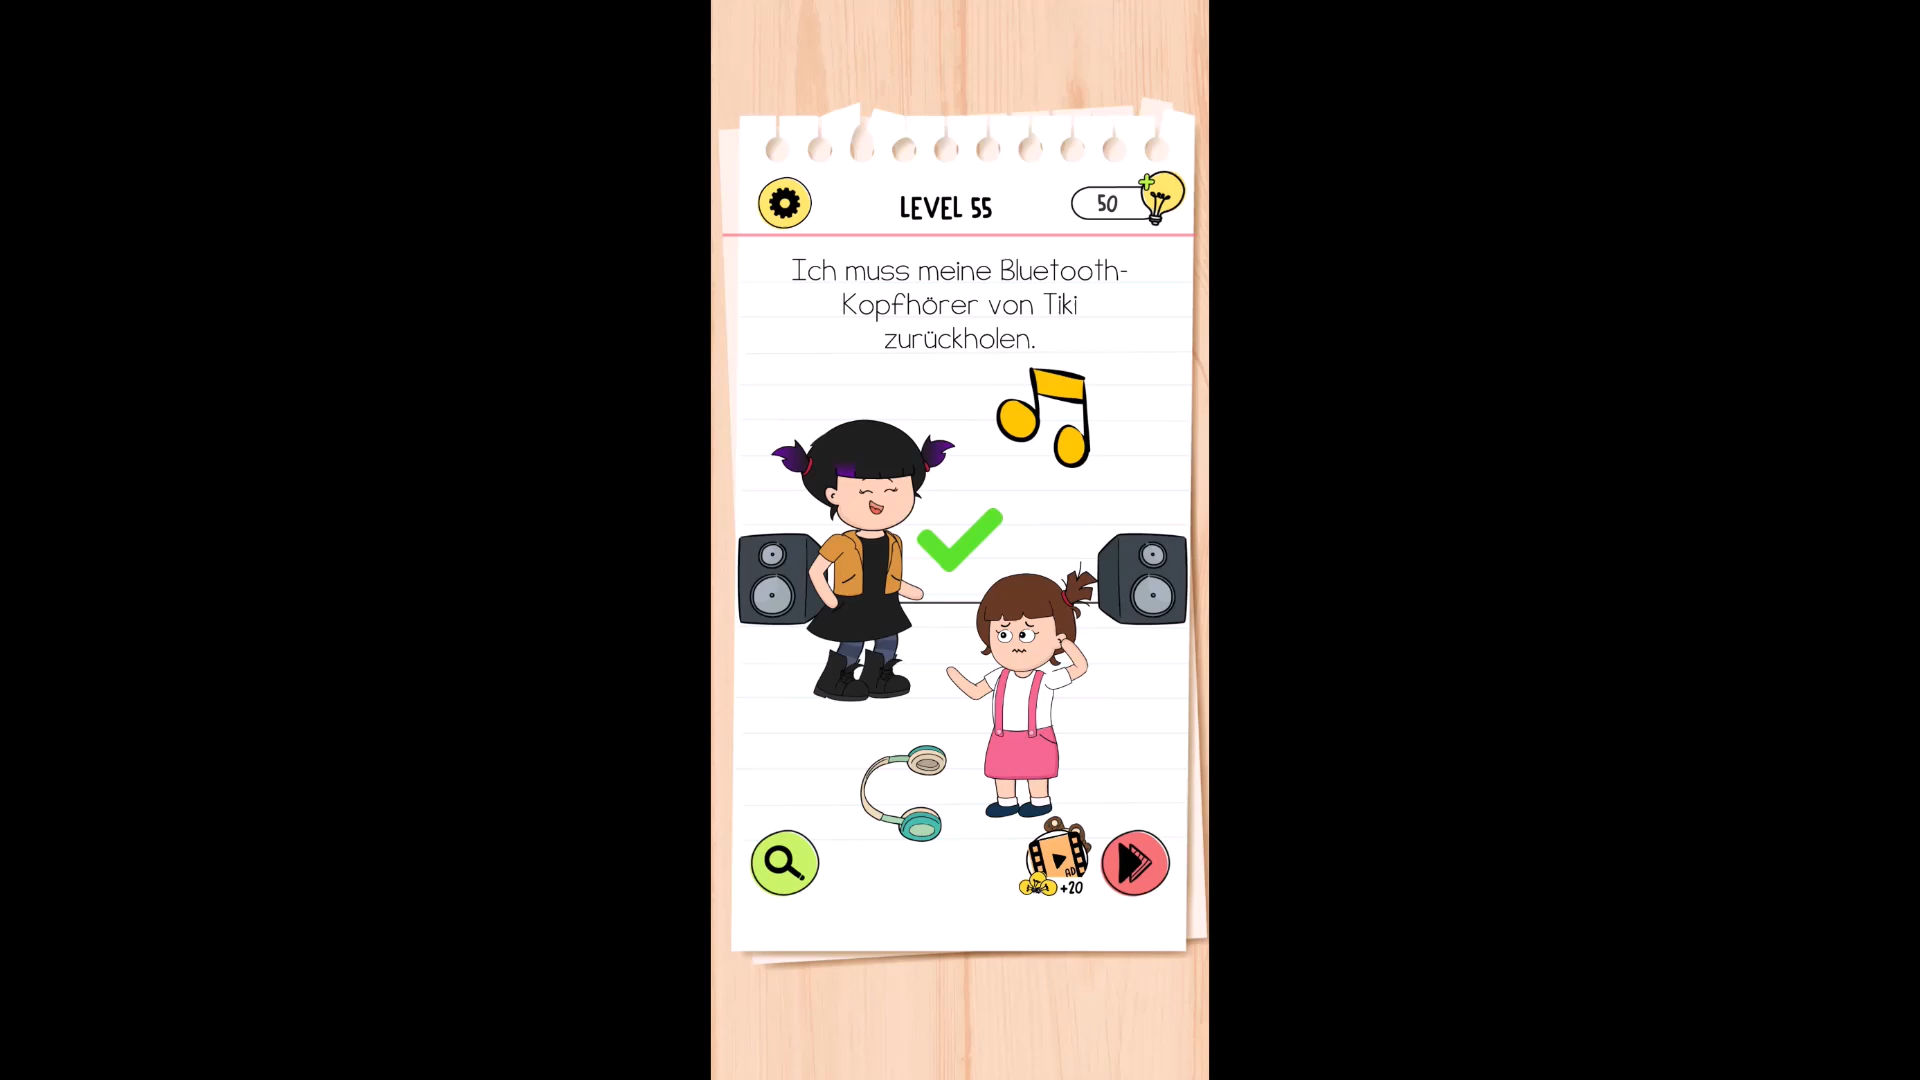 LEVEL 55
50
Ich muss meine Bluetooth-
Kopfhörer von Tiki
zurückholen.
AD
+20